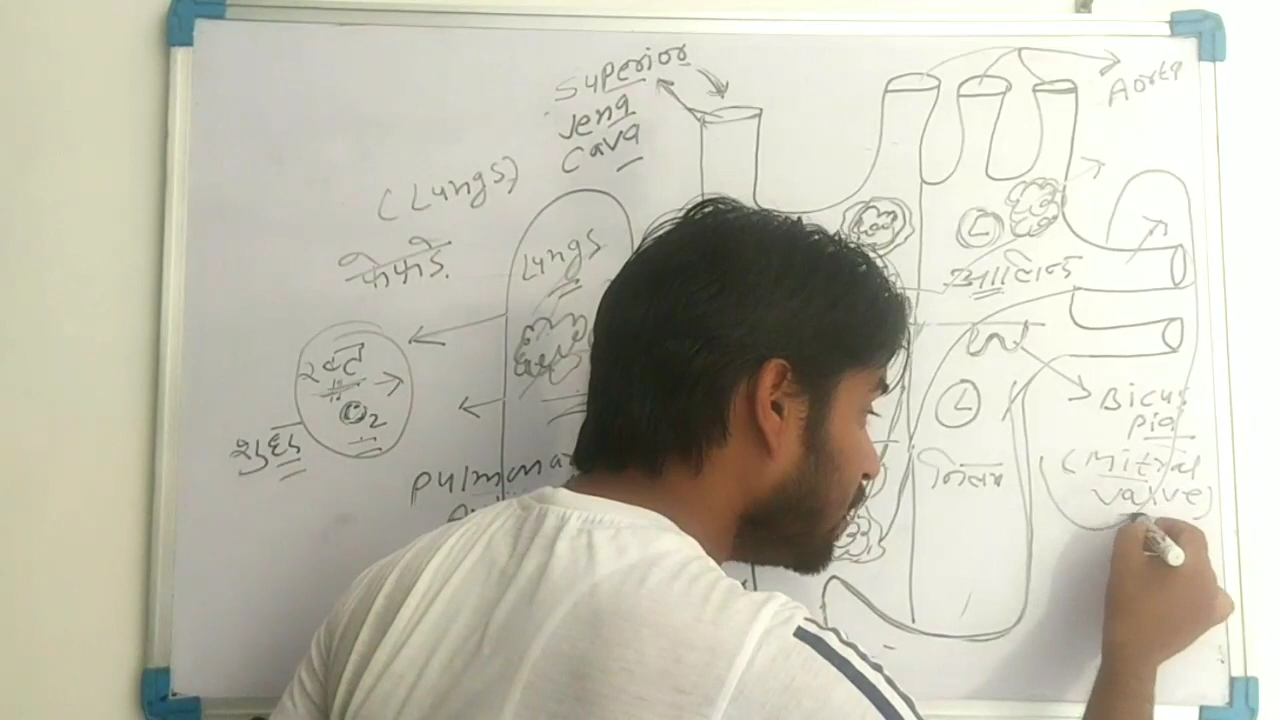 Superior
vena
cava
Aorta
(Lungs)
फेफडे
Lungs
L
आलिन्द
रक्त
O2
शुद्ध
Bicus
pid
(Mitral
valve)
L
निलय